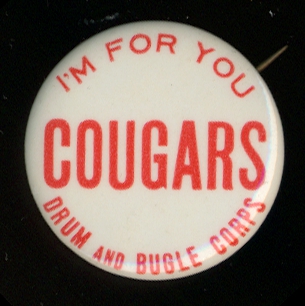 I'M FOR YOU
COUGARS
DRUM AND BUGLE CORPS